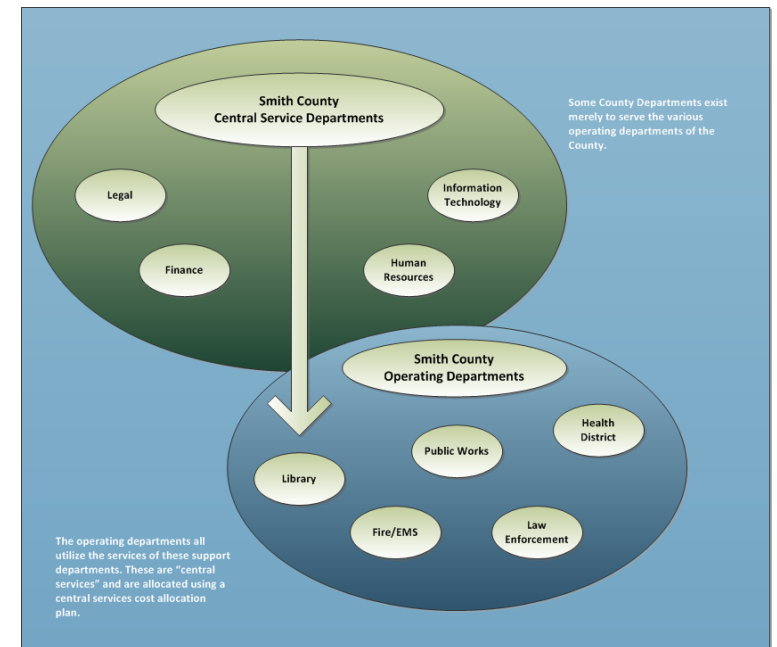 Smith County
Central Service Departments
Some County Departments exist
merely to serve the various
operating departments of the
County.
Legal
Information
Technology
Finance
Human
Resources
Smith County
Operating Departments
Health
District
Public Works
Library
Fire/EMS
Law
Enforcement
The operating departments all
utilize the services of these support
departments. These are “central
services” and are allocated using a
central services cost allocation
plan.